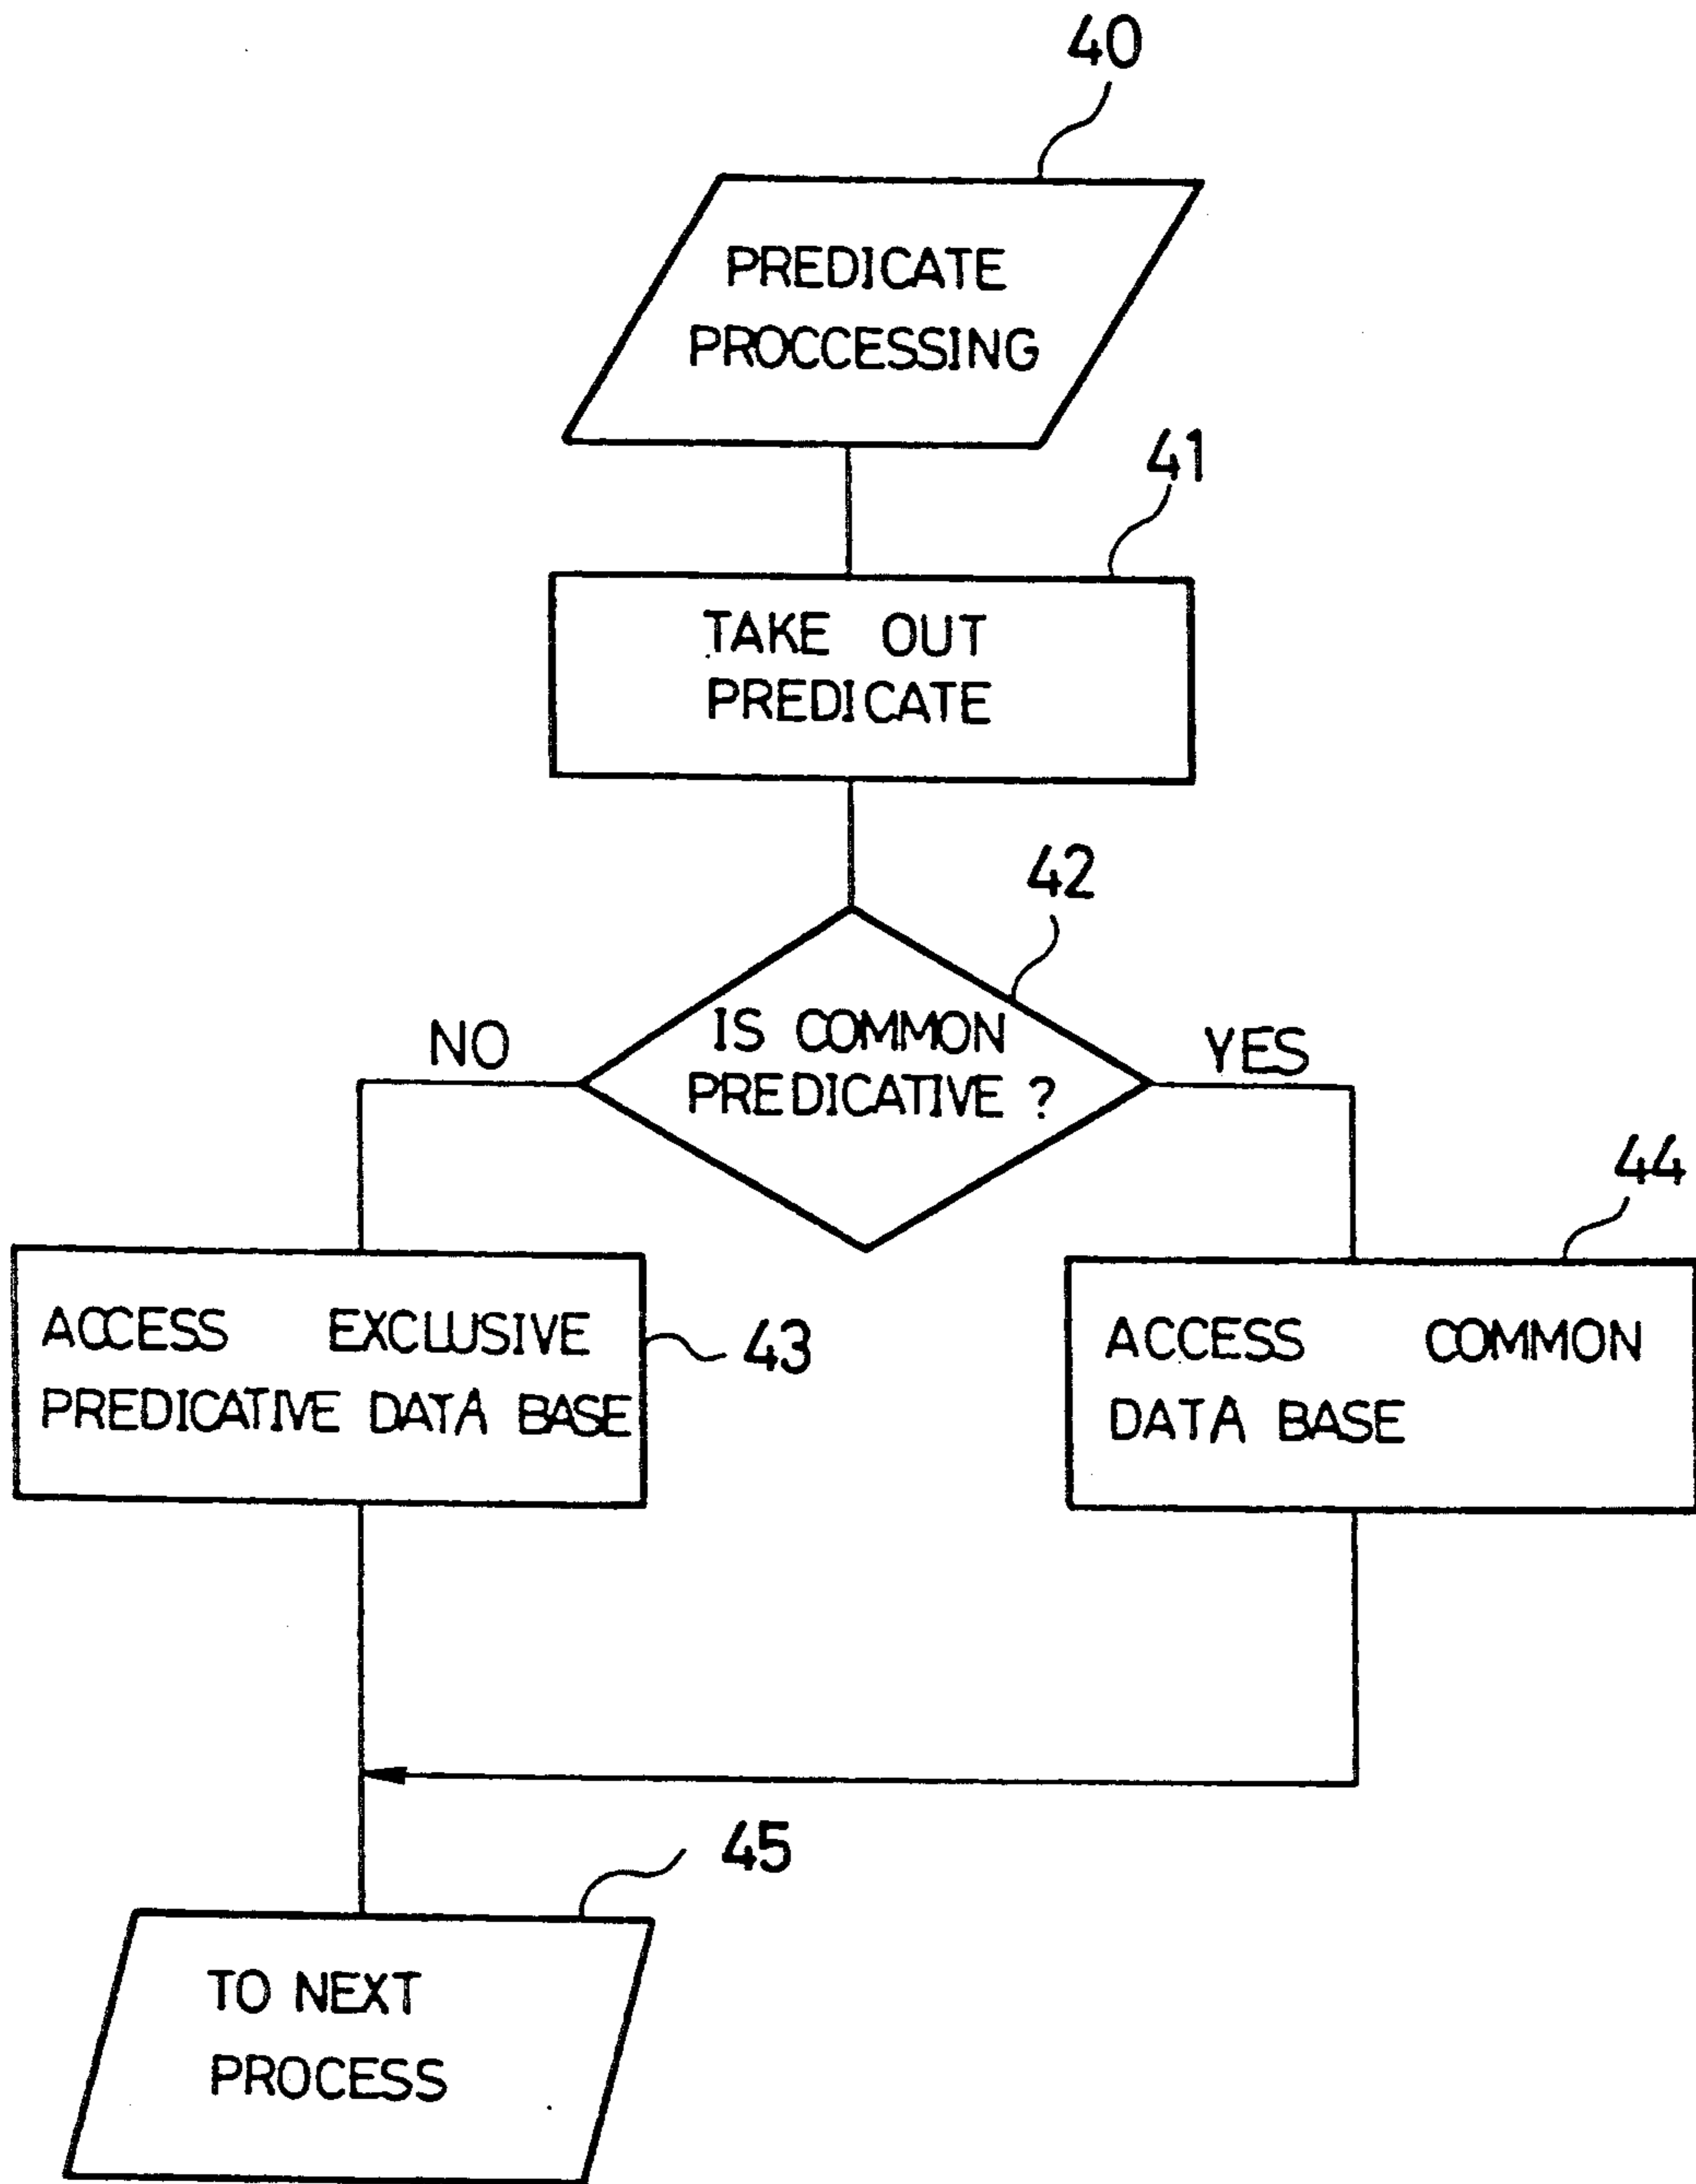 40
PREDICATE
PROCCESSING
41
TAKE OUT
PREDICATE
42
IS COMMON
PREDICATIVE ?
NO
YES
44
ACCESS EXCLUSIVE
PREDICATIVE DATA BASE
43
ACCESS COMMON
DATA BASE
45
TO NEXT
PROCESS